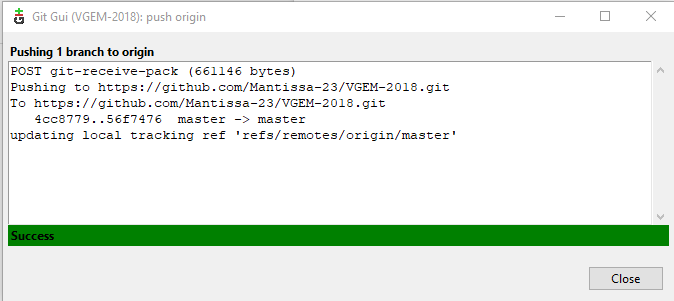 Git Gui (VGEM-2018): push origin
Pushing 1 branch to origin
POST git-receive-pack (661146 bytes)
Pushing to https://github.com/Mantissa-23/VGEM-2018.git
To https://github.com/Mantissa-23/VGEM-2018.git
   4cc8779..56f7476  master -> master
updating local tracking ref 'refs/remotes/origin/master'
Success
Close